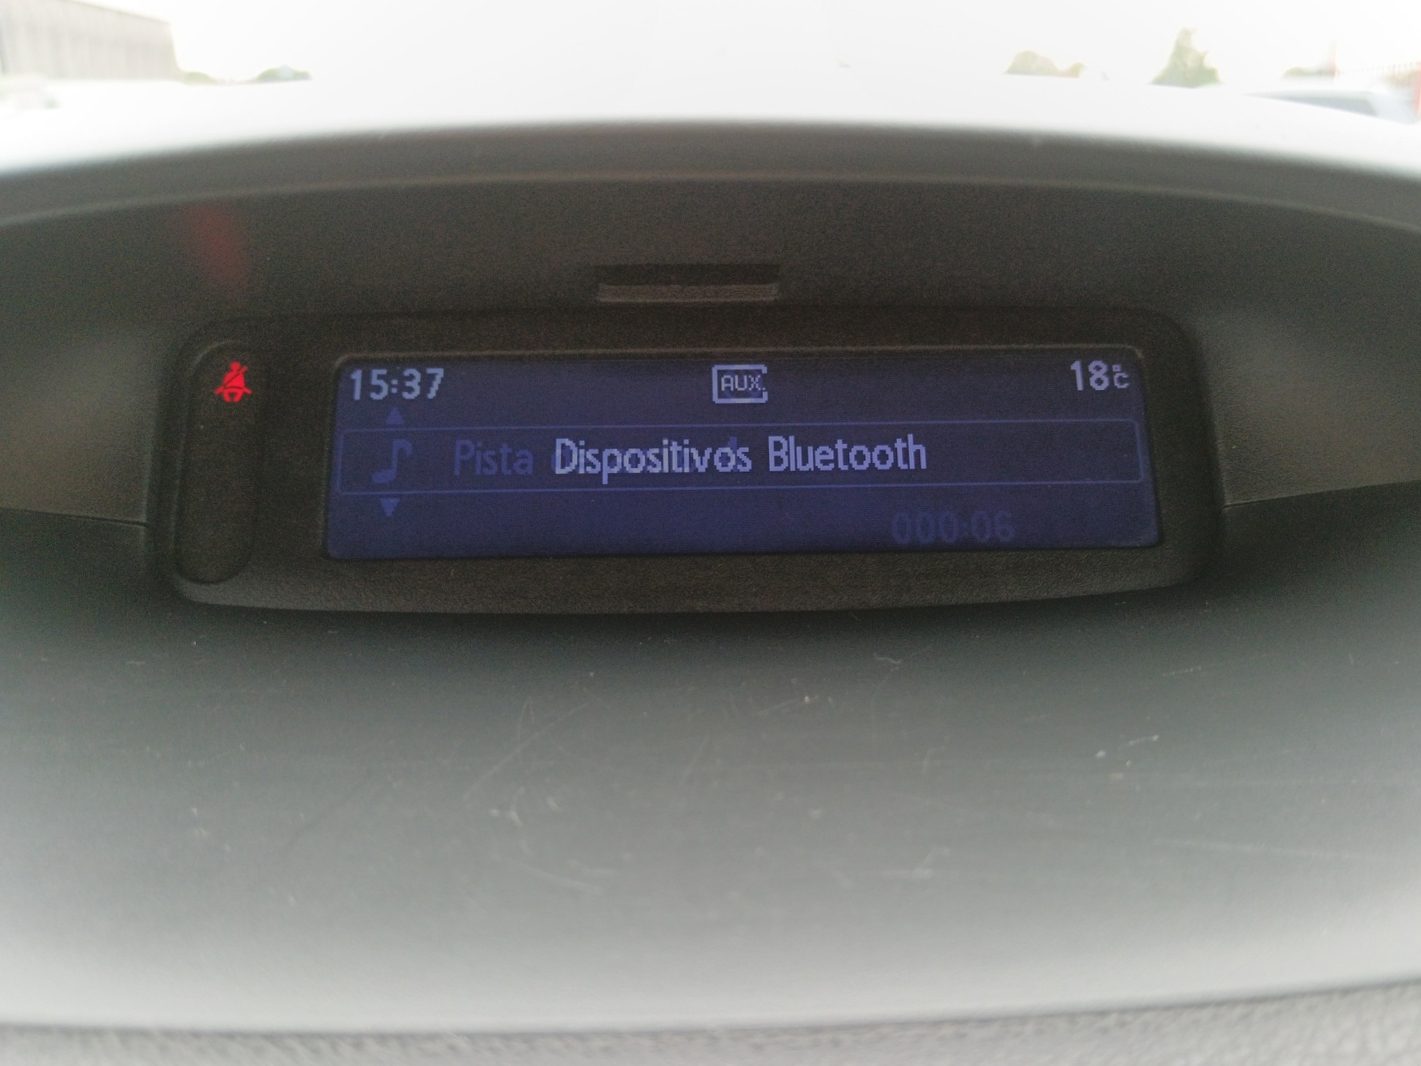 15:37 AUX 18°C
Pista Dispositivos Bluetooth
000:06